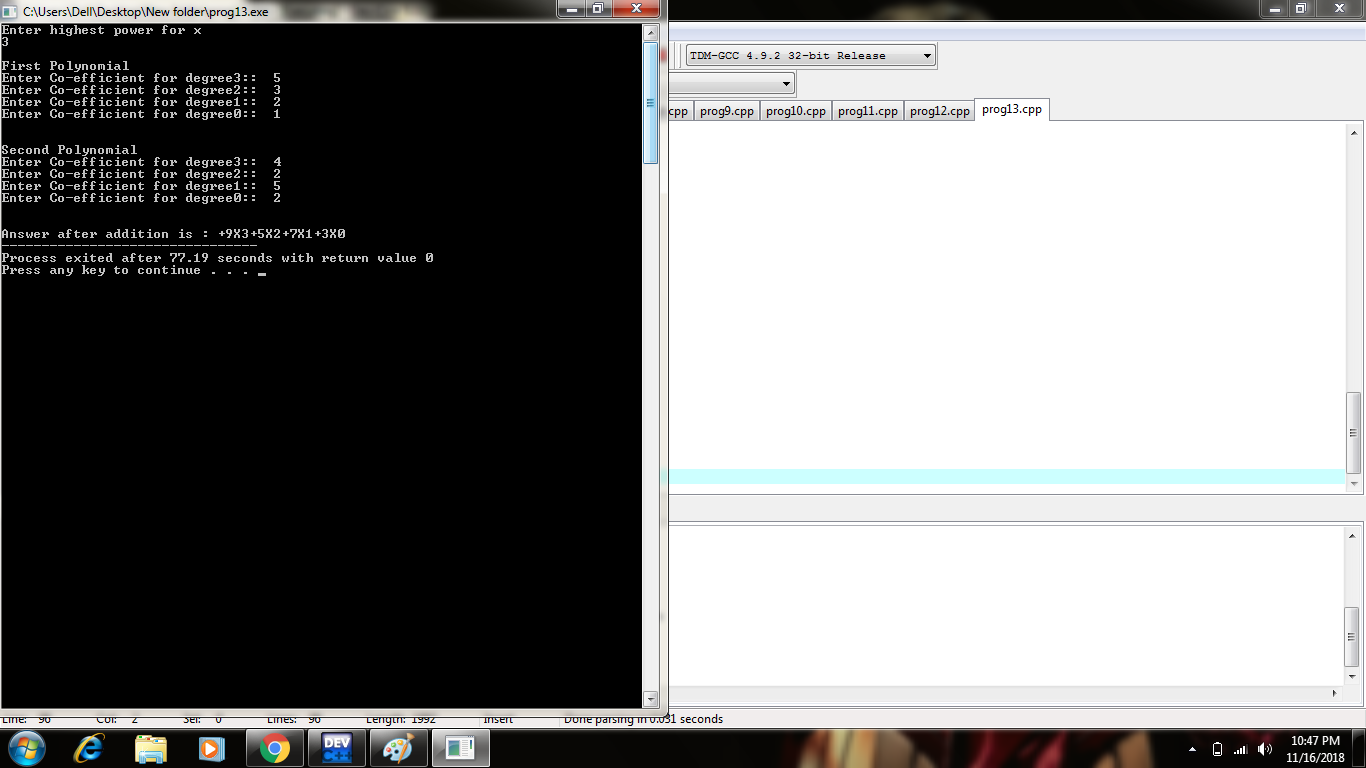 C:\Users\Dell\Desktop\New folder\prog13.exe
Enter highest power for x
3
First Polynomial
Enter Co-efficient for degree3::  5
Enter Co-efficient for degree2::  3
Enter Co-efficient for degree1::  2
Enter Co-efficient for degree0::  1
Second Polynomial
Enter Co-efficient for degree3::  4
Enter Co-efficient for degree2::  2
Enter Co-efficient for degree1::  5
Enter Co-efficient for degree0::  2
Answer after addition is : +9X3+5X2+7X1+3X0
--------------------------------
Process exited after 77.19 seconds with return value 0
Press any key to continue . . .
TDM-GCC 4.9.2 32-bit Release
cpp prog9.cpp prog10.cpp prog11.cpp prog12.cpp prog13.cpp
Line: 96 Col: 2 Sel: 0 Lines: 96 Length: 1992 Insert Done parsing in 0.031 seconds
DEV
C++
10:47 PM
11/16/2018